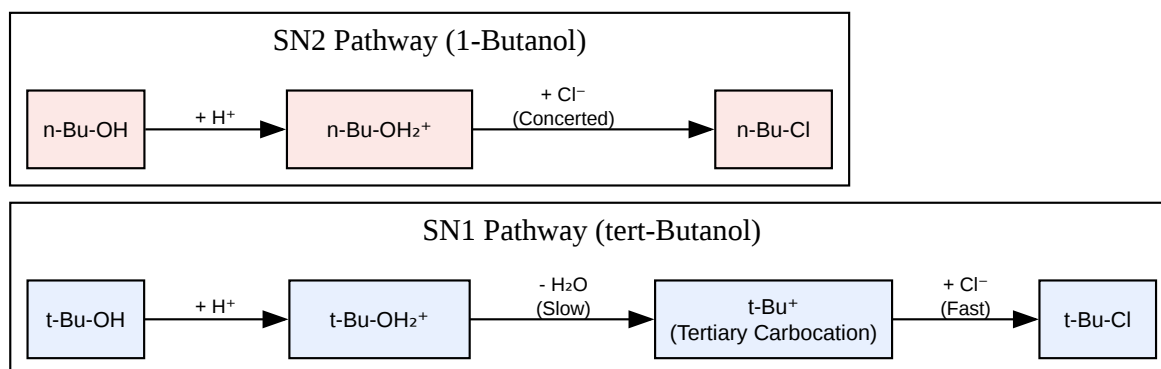 SN2 Pathway (1-Butanol)
n-Bu-OH
+ H⁺
n-Bu-OH₂⁺
+ Cl⁻
(Concerted)
n-Bu-Cl
SN1 Pathway (tert-Butanol)
t-Bu-OH
+ H⁺
t-Bu-OH₂⁺
- H₂O
(Slow)
t-Bu⁺
(Tertiary Carbocation)
+ Cl⁻
(Fast)
t-Bu-Cl